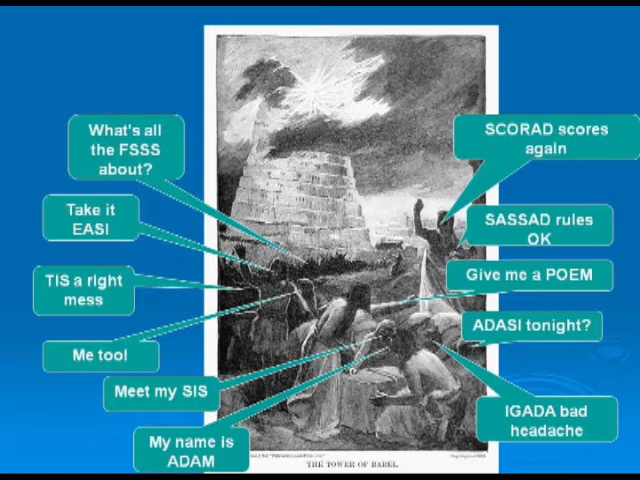 What's all
the FSSS
about?
Take it
EASI
TIS a right
mess
Me too!
Meet my SIS
My name is
ADAM
SCORAD scores
again
SASSAD rules
OK
Give me a POEM
ADASI tonight?
IGADA bad
headache
THE TOWER OF BABEL.